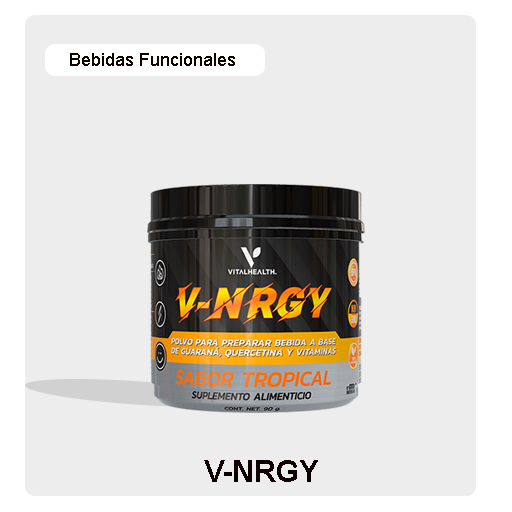 Bebidas Funcionales
VITALHEALTH.
V-NRGY
POLVO PARA PREPARAR BEBIDA A BASE
DE GUARANÁ, QUERCETINA Y VITAMINAS
SABOR TROPICAL
SUPLEMENTO ALIMENTICIO
CONT. NET. 90 g
V-NRGY